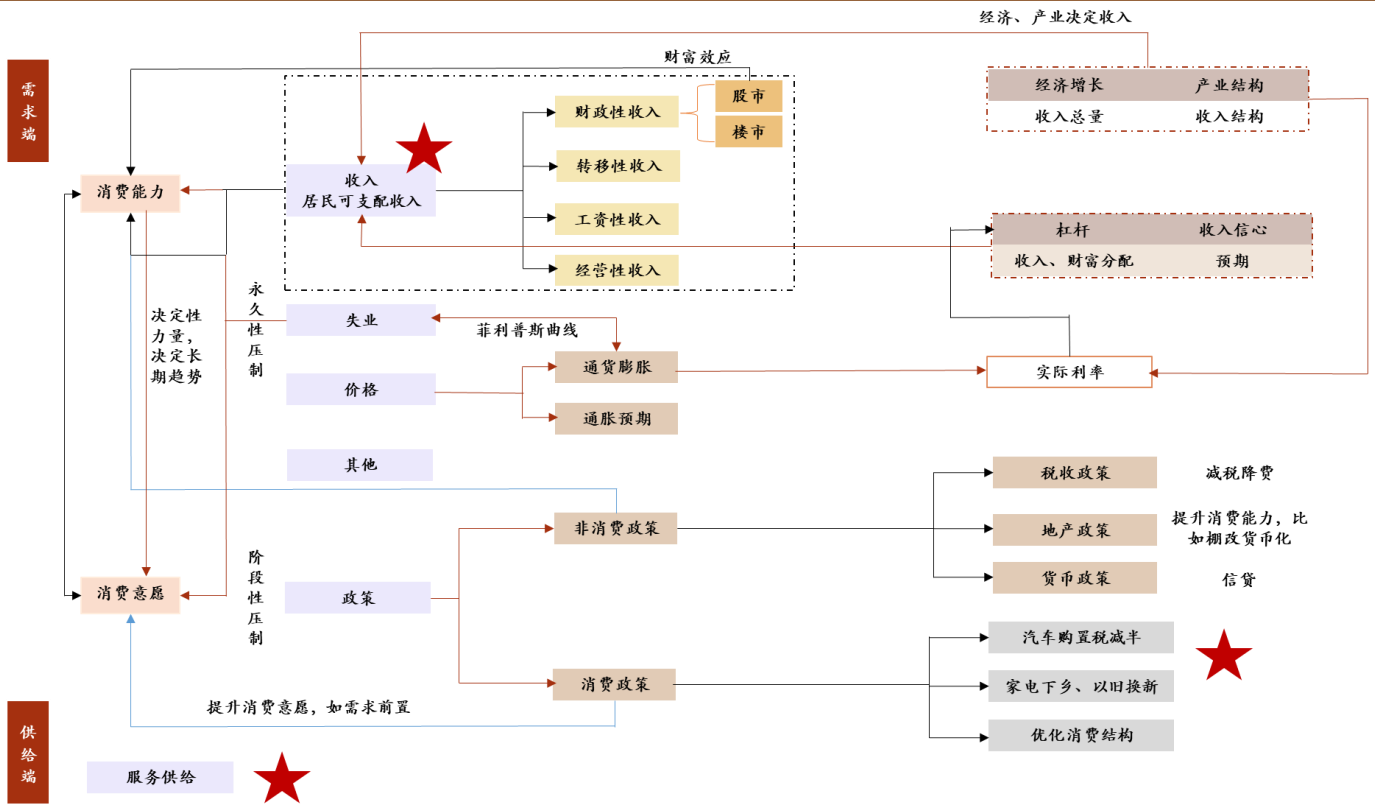 经济、产业决定收入
财富效应
需求端
经济增长
产业结构
收入总量
收入结构
股市
财政性收入
楼市
转移性收入
收入
居民可支配收入
消费能力
工资性收入
经营性收入
杠杆
收入信心
收入、财富分配
预期
决定性
力量,
决定长
期趋势
永久性压制
失业
菲利普斯曲线
通货膨胀
实际利率
价格
通胀预期
其他
税收政策
减税降费
非消费政策
地产政策
提升消费能力，比
如棚改货币化
货币政策
信贷
阶段性压制
消费意愿
政策
汽车购置税减半
消费政策
家电下乡、以旧换新
提升消费意愿，如需求前置
优化消费结构
供给端
服务供给